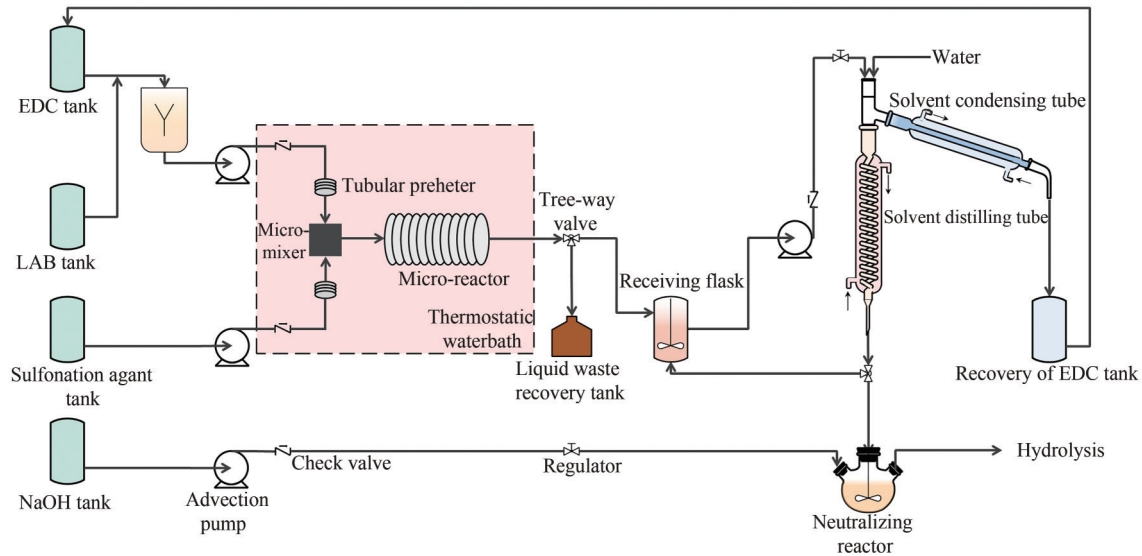 Water
EDC tank
Solvent condensing tube
Tubular preheter
Tree-way
valve
Solvent distilling tube
Micro-
mixer
LAB tank
Micro-reactor
Receiving flask
Thermostatic
waterbath
Sulfonation agant
tank
Liquid waste
recovery tank
Recovery of EDC tank
Check valve
Regulator
Hydrolysis
NaOH tank
Advection
pump
Neutralizing
reactor